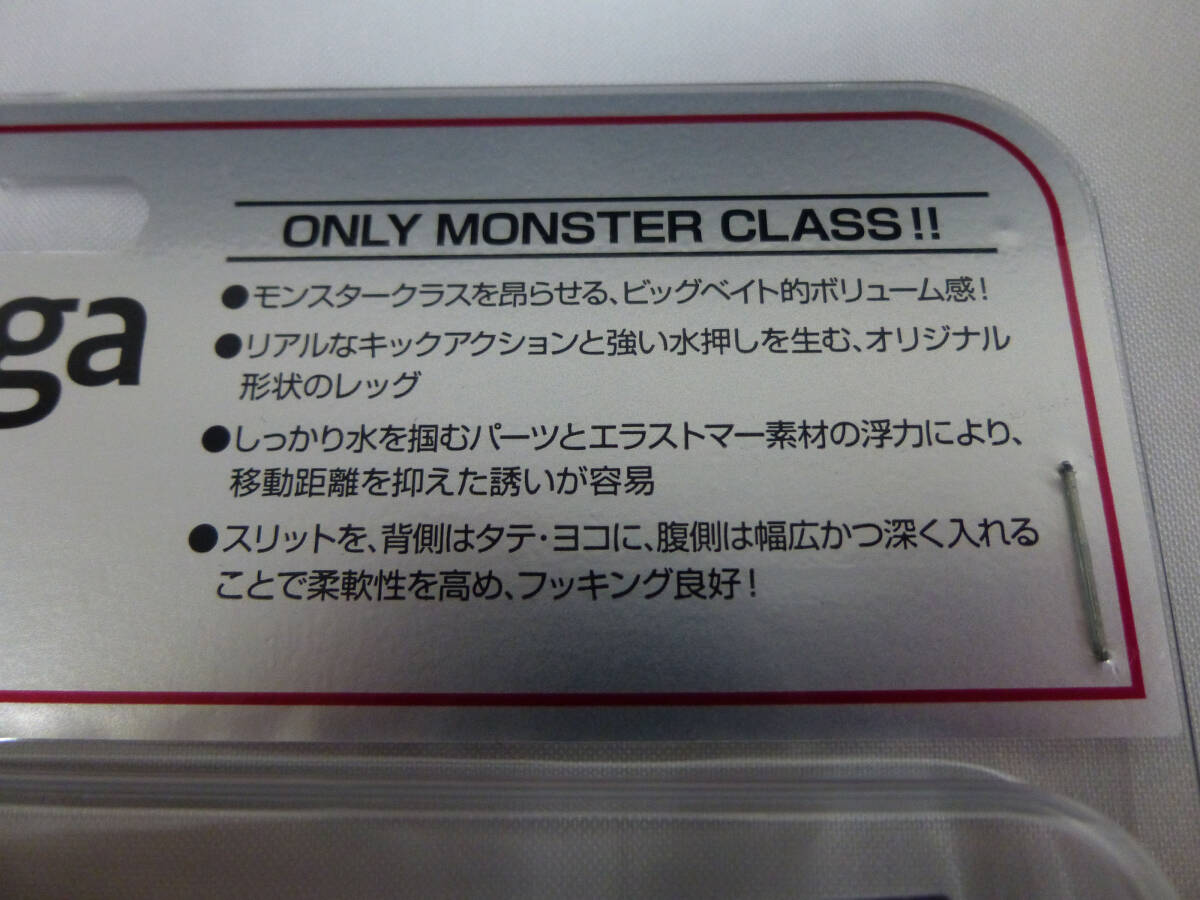 ONLY MONSTER CLASS!!
●モンスタークラスを昂らせる、ビッグベイト的ボリューム感!
●リアルなキックアクションと強い水押しを生む、オリジナル
形状のレッグ
ga
●しっかり水を掴むパーツとエラストマー素材の浮力により、
移動距離を抑えた誘いが容易
●スリットを、背側はタテ・ヨコに、腹側は幅広かつ深く入れる
ことで柔軟性を高め、フッキング良好!